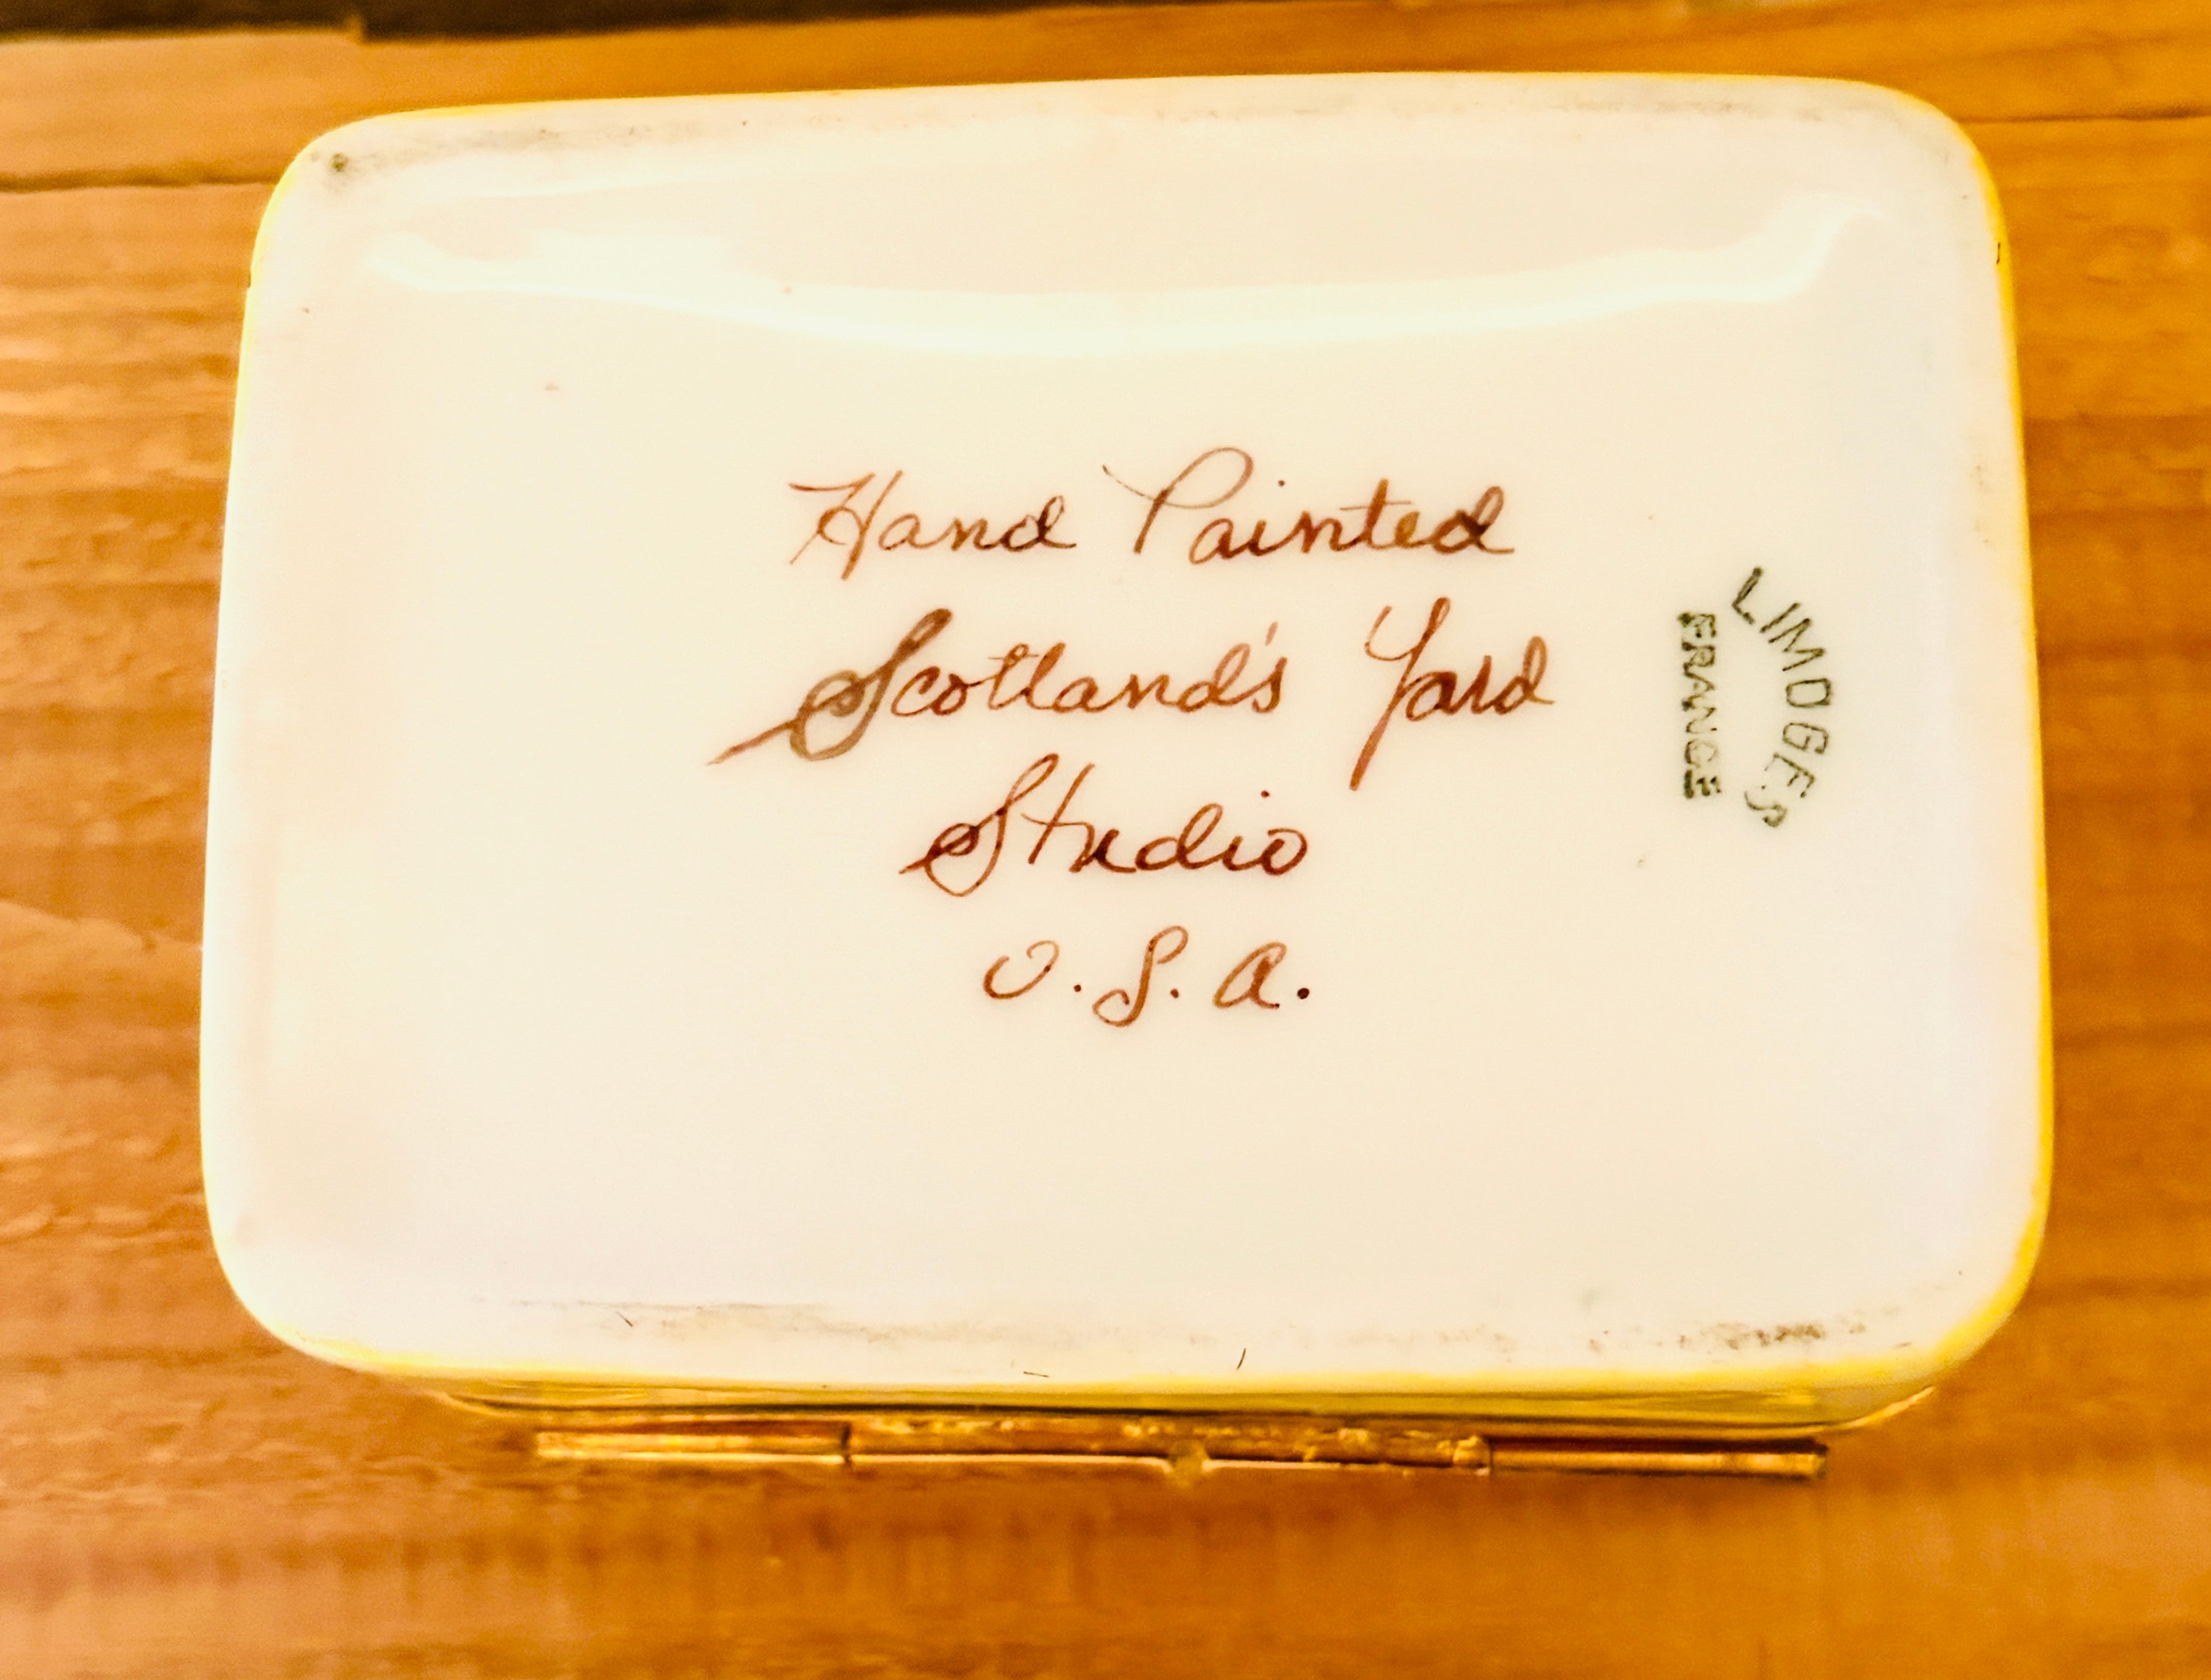 Hand Painted
Scotland's Yard
Studio
U.S.A.
LIMOGES
FRANCE